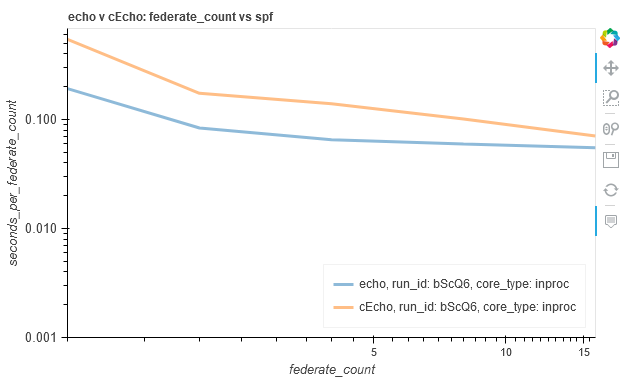 echo v cEcho: federate_count vs spf
seconds_per_federate_count
0.100
0.010
0.001
echo, run_id: bScQ6, core_type: inproc
cEcho, run_id: bScQ6, core_type: inproc
5 10 15
federate_count